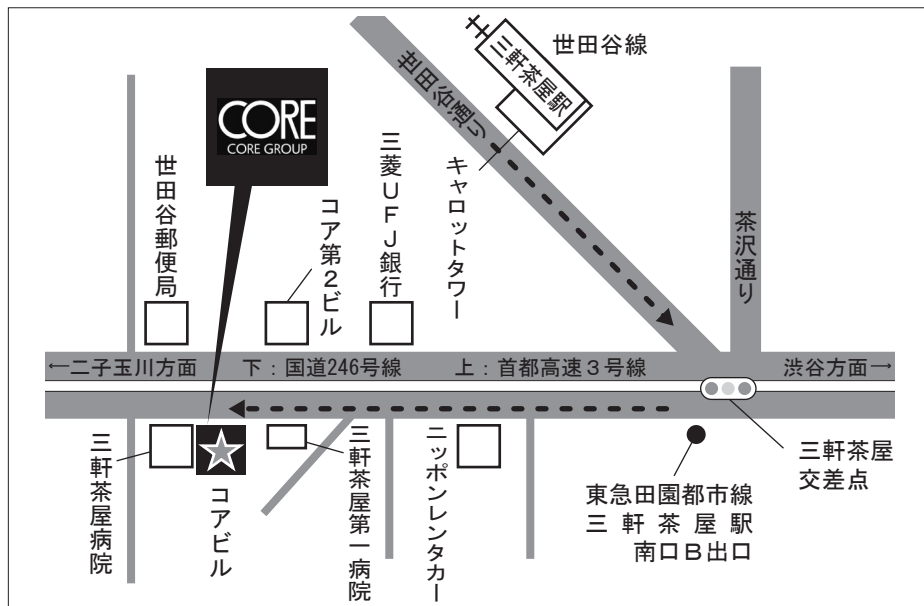 世田谷線
三軒茶屋駅
世田谷通り
キャロットタワー
茶沢通り
CORE
CORE GROUP
世田谷郵便局
コア第2ビル
三菱UFJ銀行
←二子玉川方面
下：国道246号線
上：首都高速3号線
渋谷方面→
三軒茶屋病院
コアビル
三軒茶屋第一病院
ニッポンレンタカー
東急田園都市線
三軒茶屋駅
南口B出口
三軒茶屋
交差点